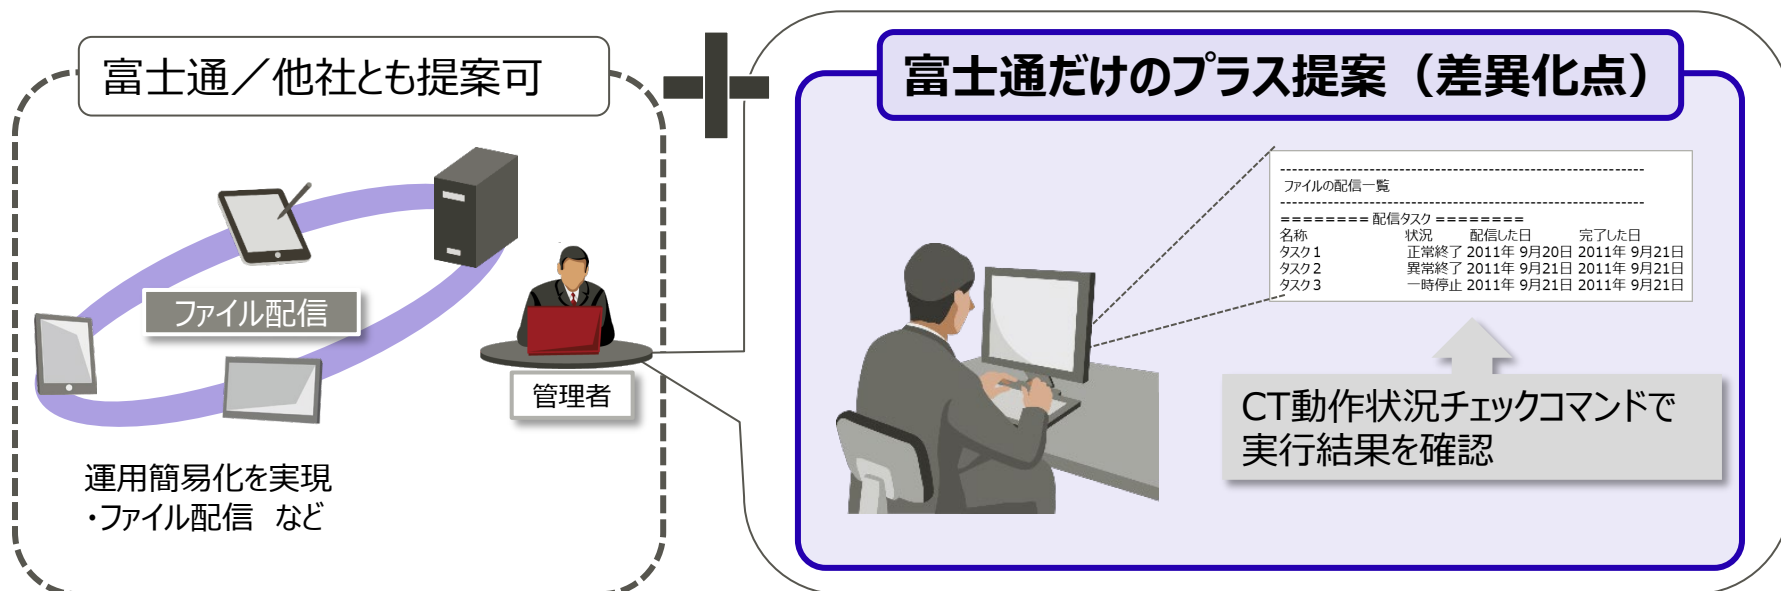 富士通／他社とも提案可
ファイル配信
管理者
運用簡易化を実現
・ファイル配信　など
富士通だけのプラス提案（差異化点）
----------------------------------------------------------------------
ファイルの配信一覧
----------------------------------------------------------------------
======== 配信タスク ========
名称 状況 配信した日 完了した日
タスク1 正常終了 2011年 9月20日 2011年 9月21日
タスク2 異常終了 2011年 9月21日 2011年 9月21日
タスク3 一時停止 2011年 9月21日 2011年 9月21日
CT動作状況チェックコマンドで
実行結果を確認